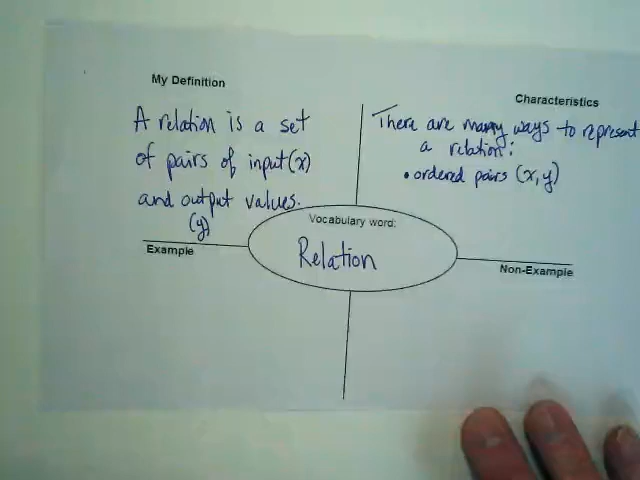 My Definition
A relation is a set
of pairs of input(x)
and output values.
(y)
Characteristics
There are many ways to represent
a relation:
• ordered pairs (x,y)
Vocabulary word:
Relation
Example
Non-Example